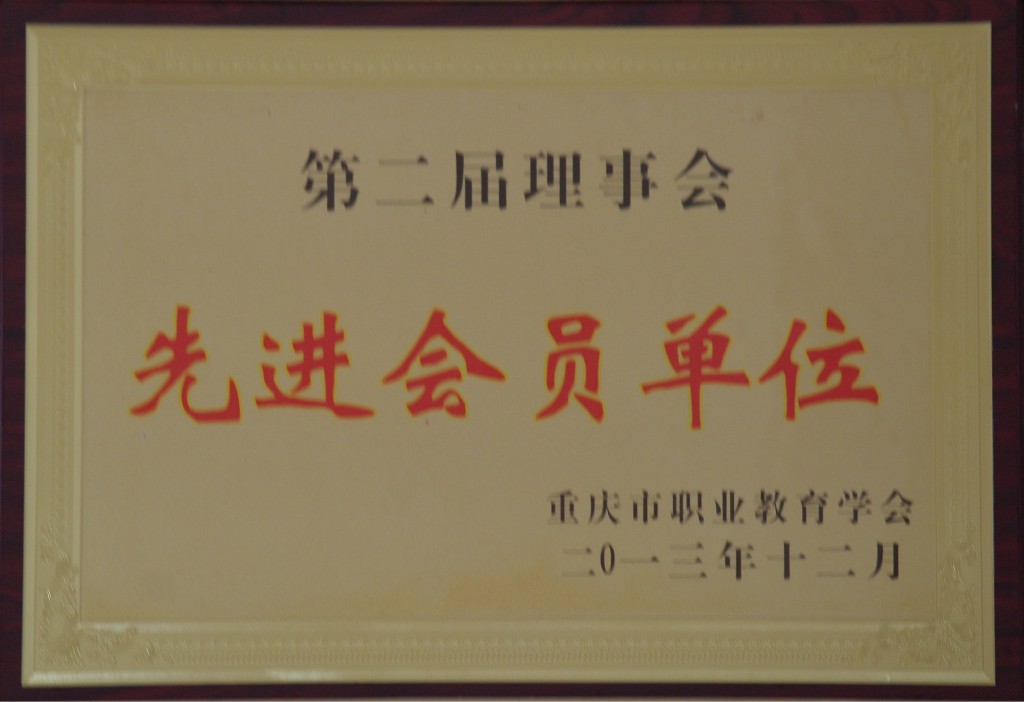 第二届理事会
先进会员单位
重庆市职业教育学会
二0一三年十二月